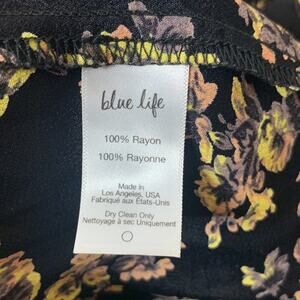 blue life
100% Rayon
100% Rayonne
Made in
Los Angeles, USA
Fabriqué aux États-Unis
Dry Clean Only
Nettoyage à sec Uniquement